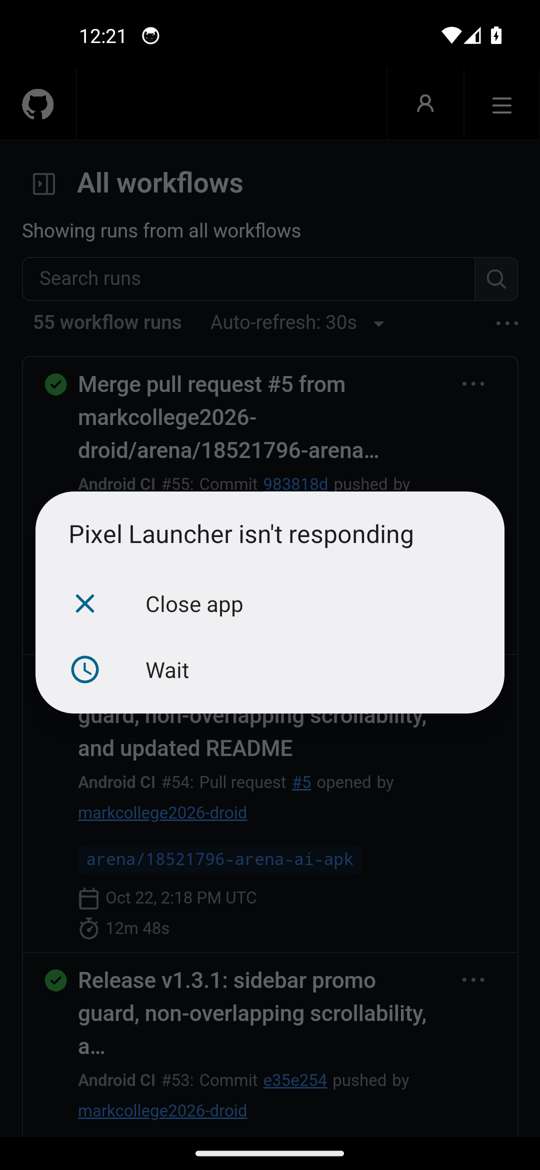 12:21
All workflows
Showing runs from all workflows
Search runs
55 workflow runs Auto-refresh: 30s
Merge pull request #5 from
markcollege2026-
droid/arena/18521796-arena…
Android CI #55: Commit 983818d pushed by
Pixel Launcher isn't responding
Close app
Wait
guard, non-overlapping scrollability,
and updated README
Android CI #54: Pull request #5 opened by
markcollege2026-droid
arena/18521796-arena-ai-apk
Oct 22, 2:18 PM UTC
12m 48s
Release v1.3.1: sidebar promo
guard, non-overlapping scrollability,
a…
Android CI #53: Commit e35e254 pushed by
markcollege2026-droid